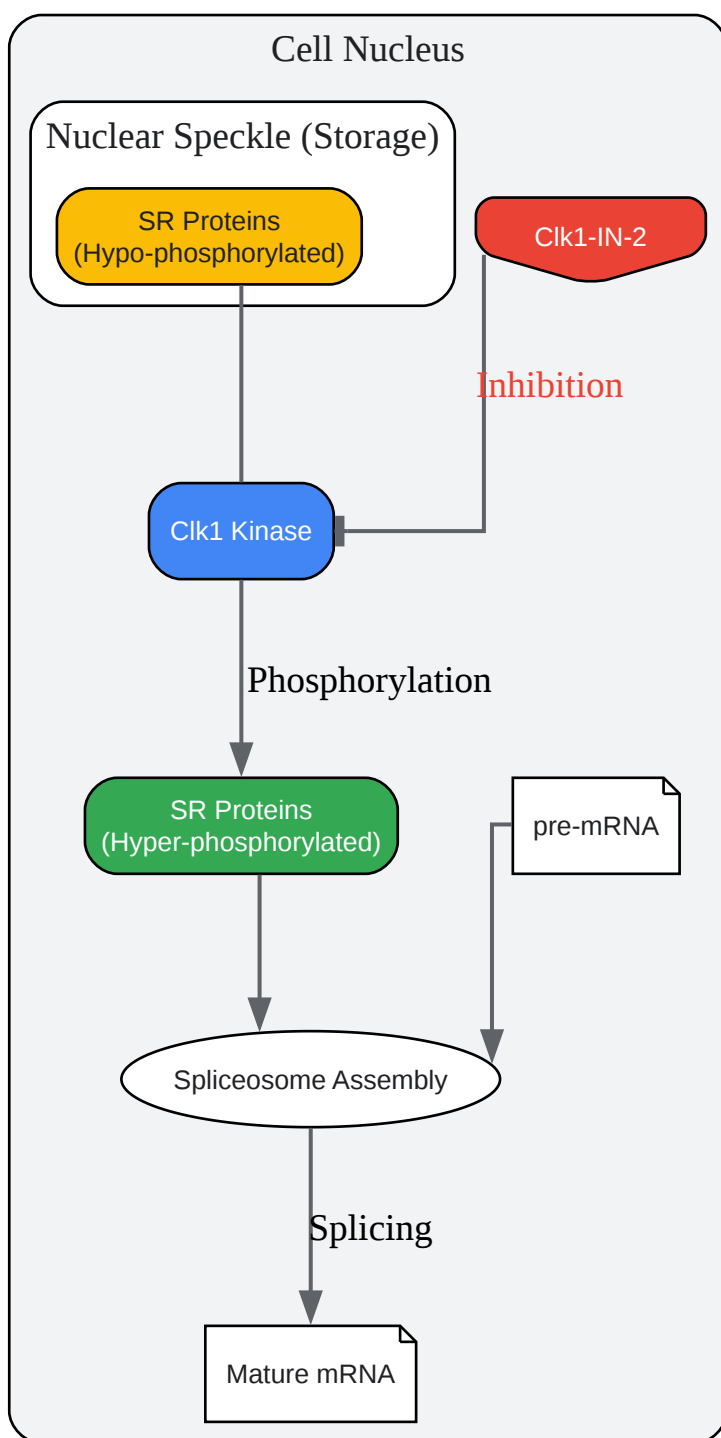 Cell Nucleus
Nuclear Speckle (Storage)
SR Proteins
(Hypo-phosphorylated)
Clk1-IN-2
Inhibition
Clk1 Kinase
Phosphorylation
SR Proteins
(Hyper-phosphorylated)
pre-mRNA
Spliceosome Assembly
Splicing
Mature mRNA